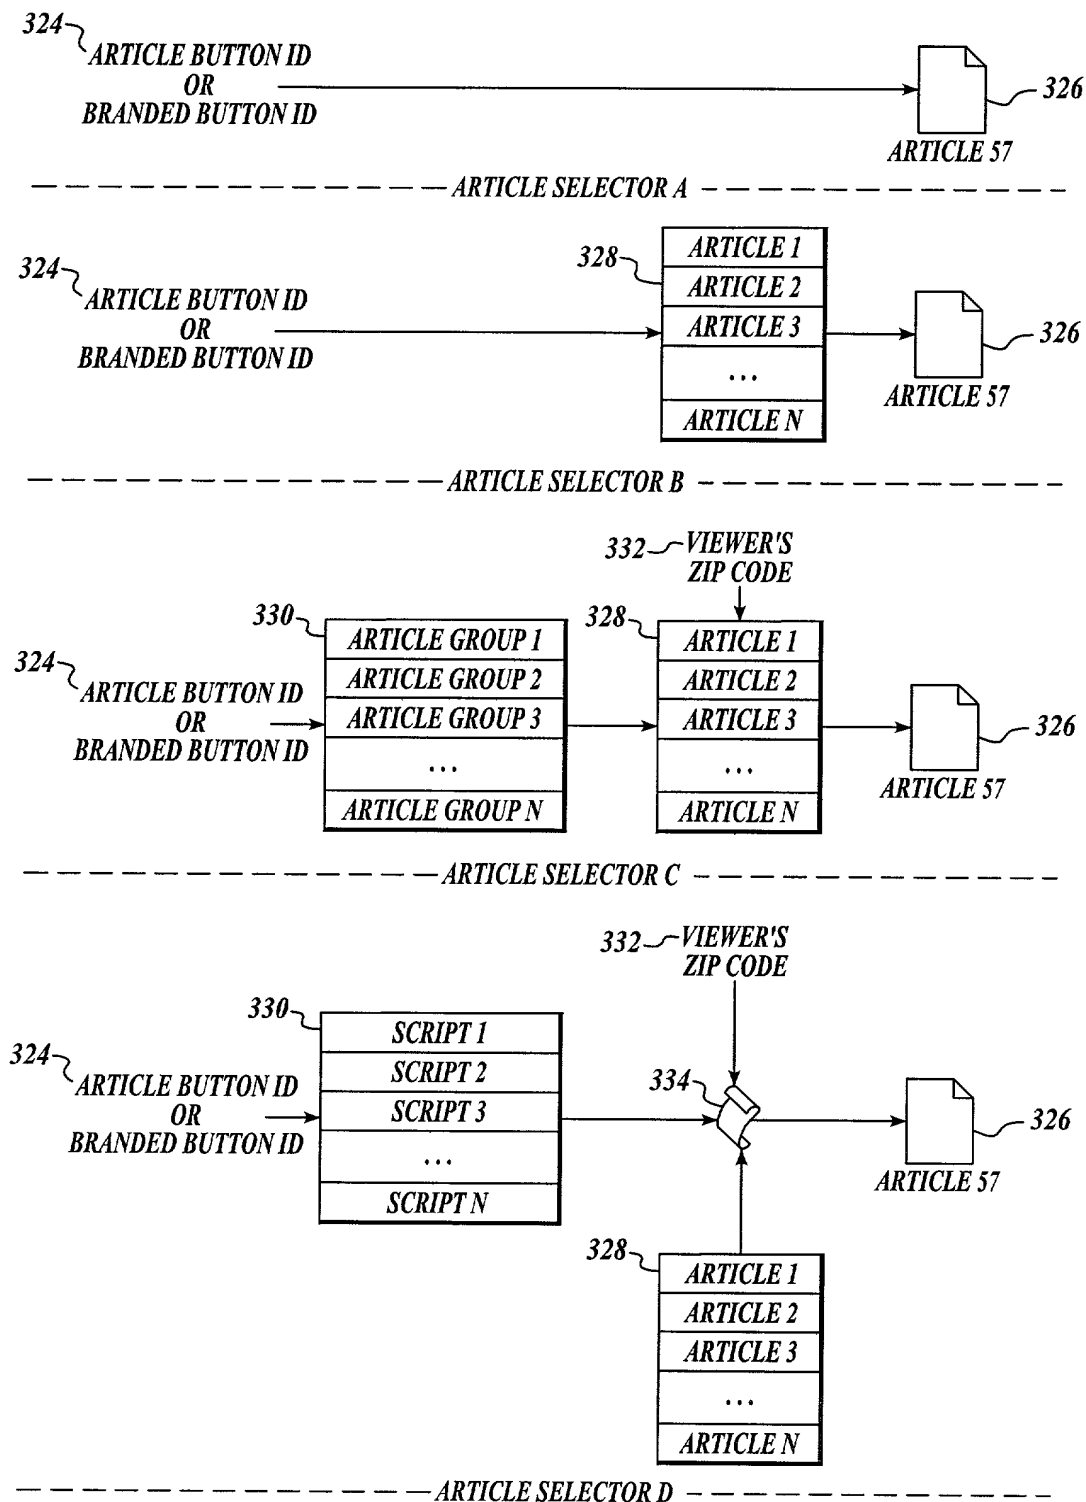 324
ARTICLE BUTTON ID
OR
BRANDED BUTTON ID
326
ARTICLE 57
ARTICLE SELECTOR A
324
ARTICLE BUTTON ID
OR
BRANDED BUTTON ID
328
ARTICLE 1
ARTICLE 2
ARTICLE 3
...
ARTICLE N
326
ARTICLE 57
ARTICLE SELECTOR B
332
VIEWER'S
ZIP CODE
324
ARTICLE BUTTON ID
OR
BRANDED BUTTON ID
330
ARTICLE GROUP 1
ARTICLE GROUP 2
ARTICLE GROUP 3
...
ARTICLE GROUP N
328
ARTICLE 1
ARTICLE 2
ARTICLE 3
...
ARTICLE N
326
ARTICLE 57
ARTICLE SELECTOR C
332
VIEWER'S
ZIP CODE
324
ARTICLE BUTTON ID
OR
BRANDED BUTTON ID
330
SCRIPT 1
SCRIPT 2
SCRIPT 3
...
SCRIPT N
334
326
ARTICLE 57
328
ARTICLE 1
ARTICLE 2
ARTICLE 3
...
ARTICLE N
ARTICLE SELECTOR D